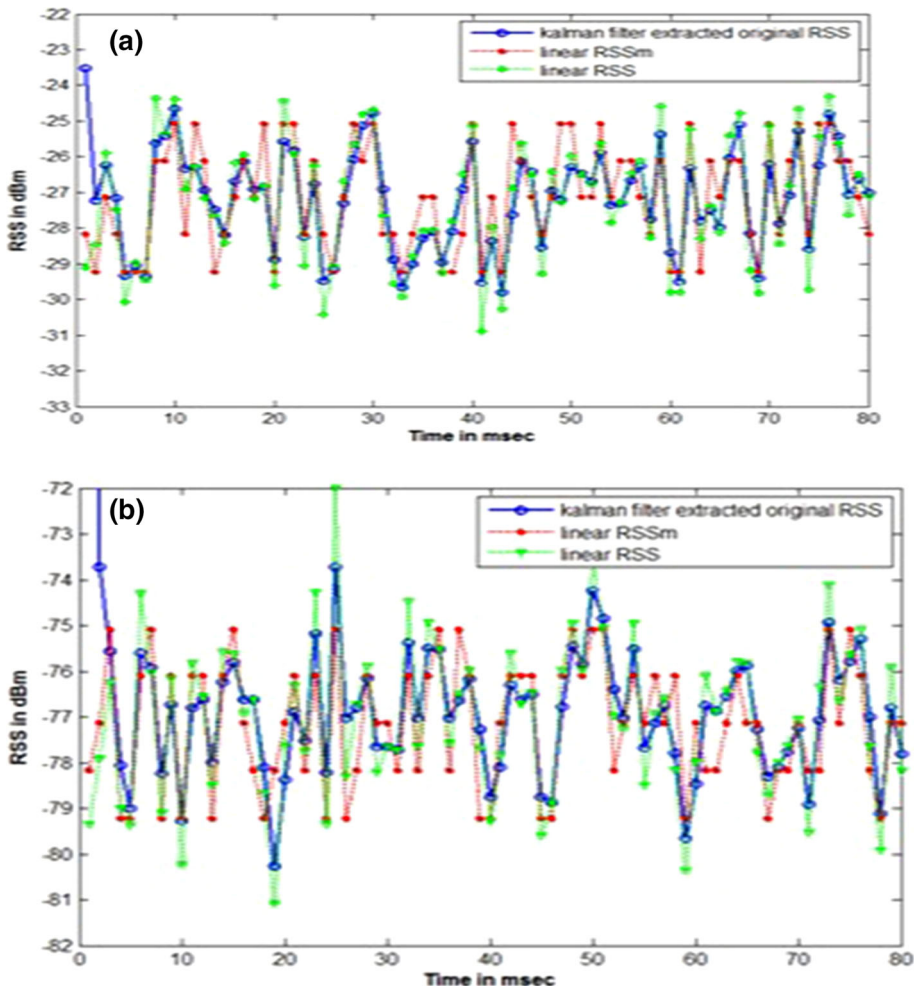 (a)
kalman filter extracted original RSS
linear RSSm
linear RSS
-22
-23
-24
-25
-26
-27
-28
-29
-30
-31
-32
-33
RSS in dBm
0 10 20 30 40 50 60 70 80
Time in msec
(b)
kalman filter extracted original RSS
linear RSSm
linear RSS
-72
-73
-74
-75
-76
-77
-78
-79
-80
-81
-82
RSS in dBm
0 10 20 30 40 50 60 70 80
Time in msec